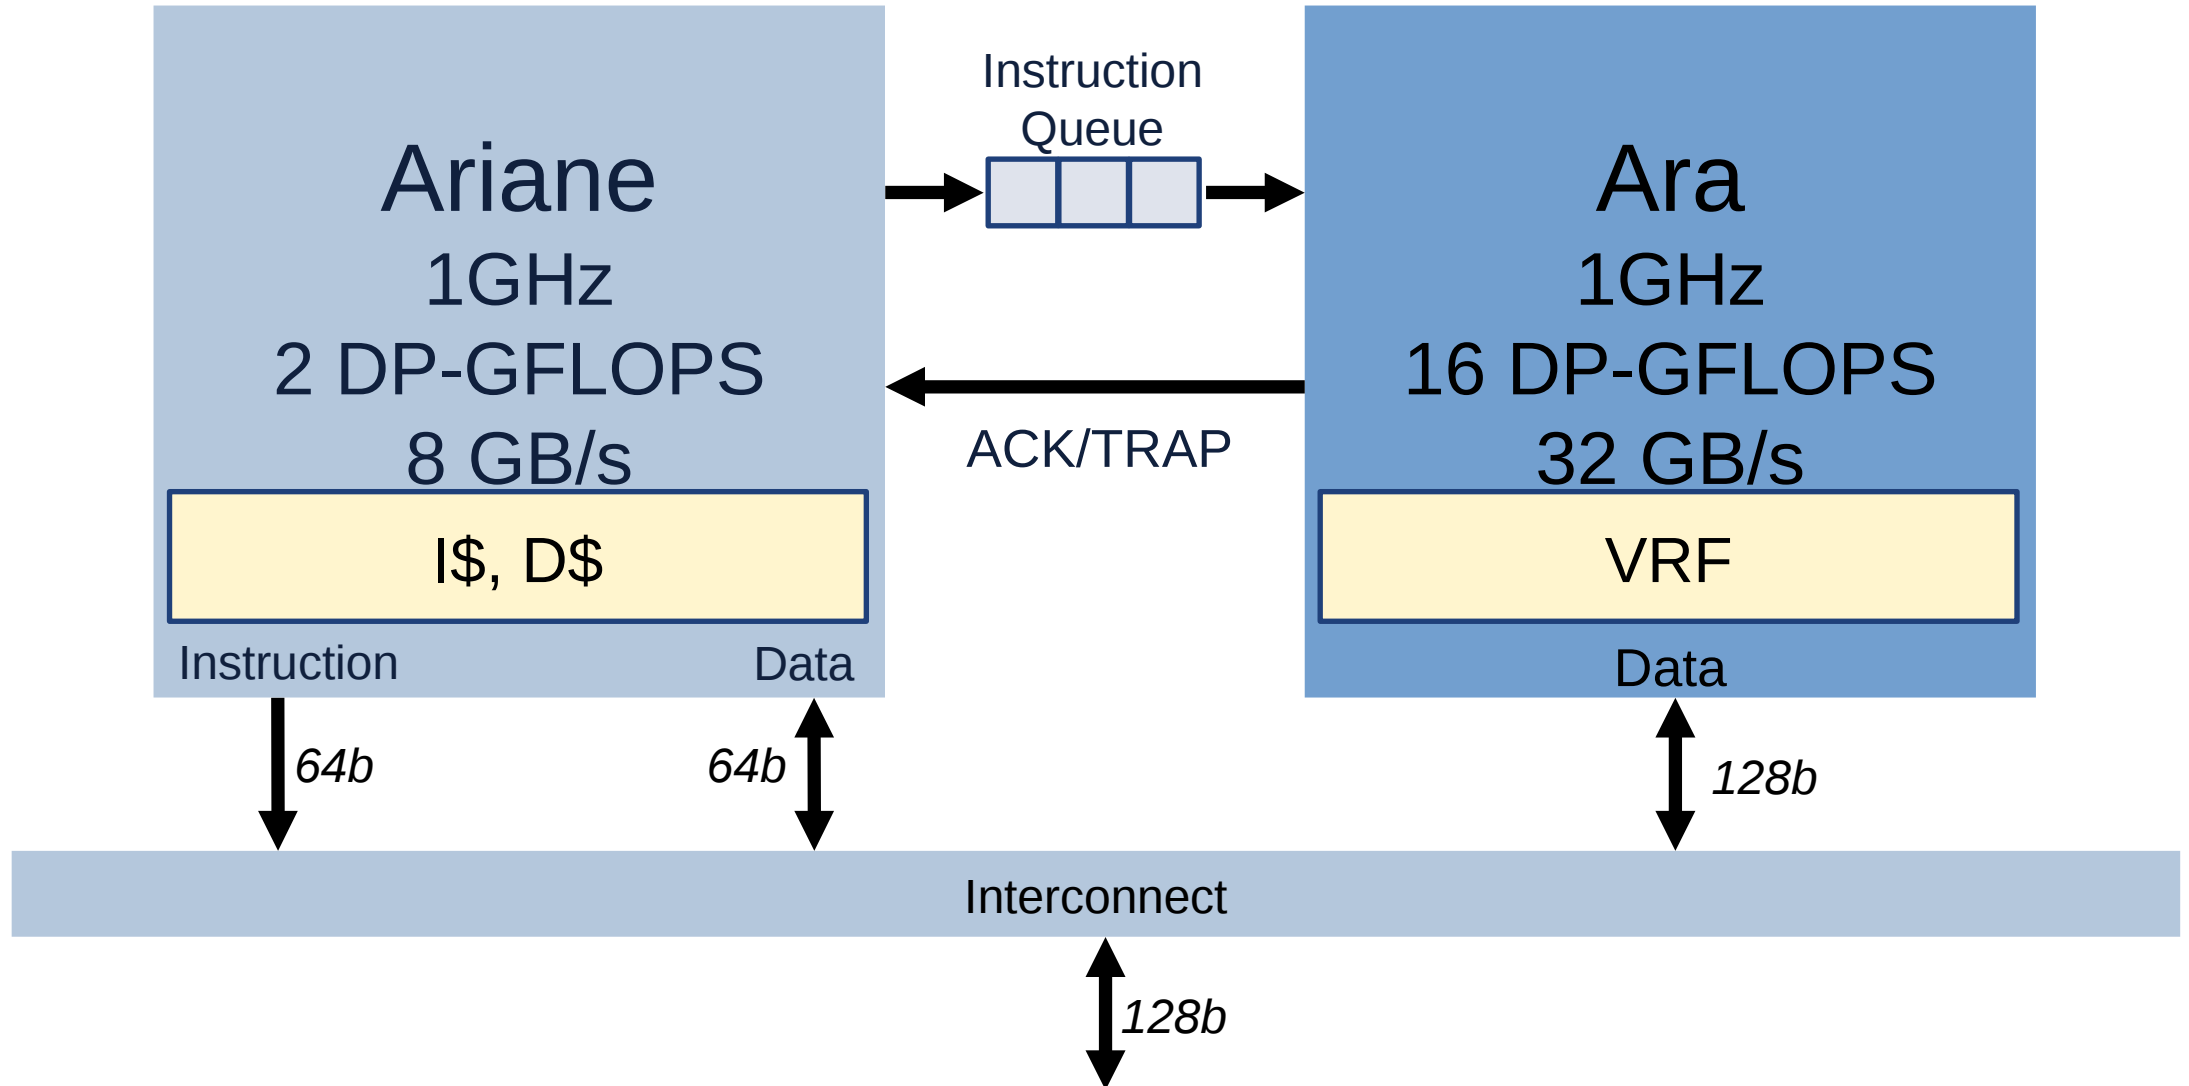 Ariane
1GHz
2 DP-GFLOPS
8 GB/s
I$, D$
Instruction
Data
Instruction
Queue
ACK/TRAP
Ara
1GHz
16 DP-GFLOPS
32 GB/s
VRF
Data
64b
64b
128b
Interconnect
128b